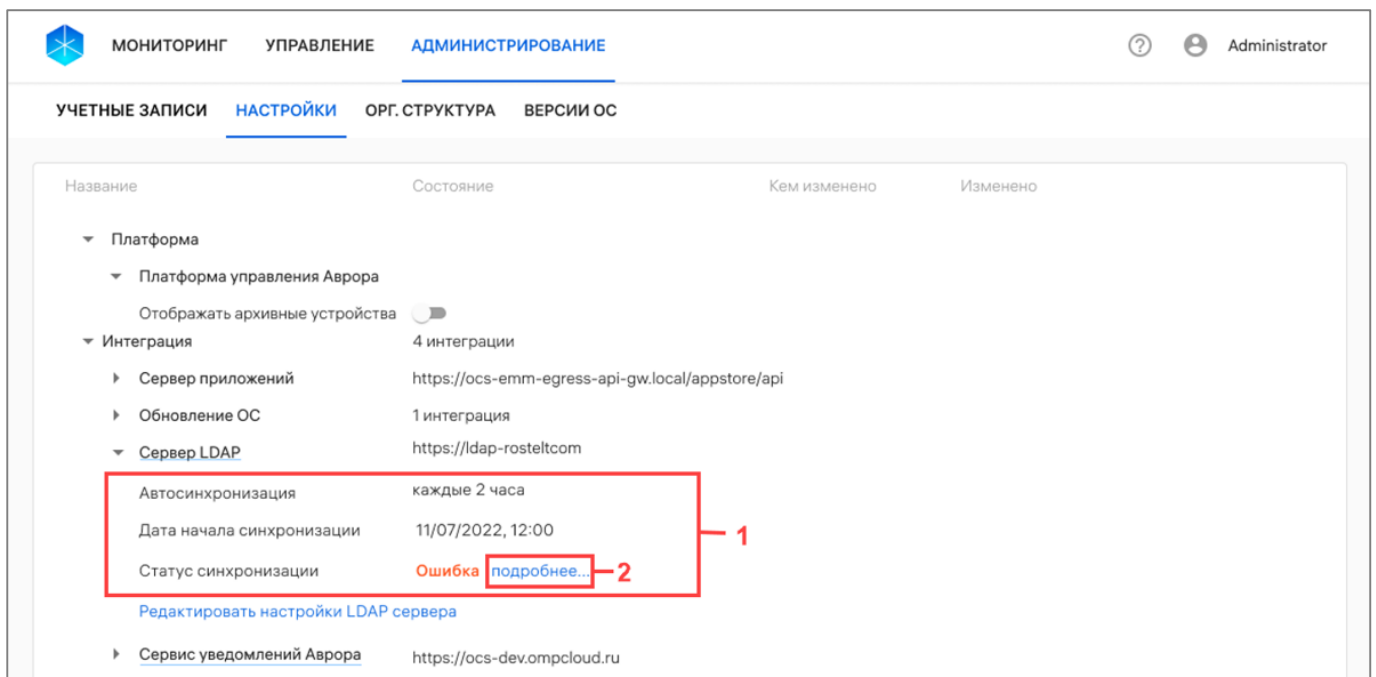 МОНИТОРИНГ УПРАВЛЕНИЕ АДМИНИСТРИРОВАНИЕ ? Administrator
УЧЕТНЫЕ ЗАПИСИ НАСТРОЙКИ ОРГ. СТРУКТУРА ВЕРСИИ ОС
Название Состояние Кем изменено Изменено
Платформа
Платформа управления Аврора
Отображать архивные устройства
Интеграция 4 интеграции
Сервер приложений https://ocs-emm-egress-api-gw.local/appstore/api
Обновление ОС 1 интеграция
Сервер LDAP https://ldap-rosteltcom
Автосинхронизация каждые 2 часа
Дата начала синхронизации 11/07/2022, 12:00
1
Статус синхронизации Ошибка подробнее... 2
Редактировать настройки LDAP сервера
Сервис уведомлений Аврора https://ocs-dev.ompcloud.ru